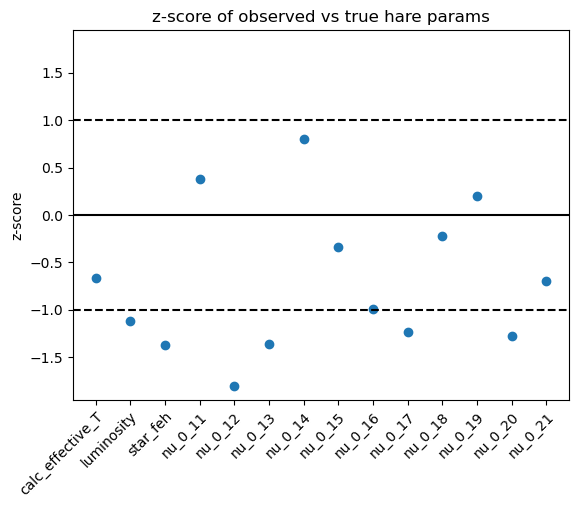 z-score of observed vs true hare params
z-score
1.5
1.0
0.5
0.0
−0.5
−1.0
−1.5
calc_effective_T
luminosity
star_feh
nu_0_11
nu_0_12
nu_0_13
nu_0_14
nu_0_15
nu_0_16
nu_0_17
nu_0_18
nu_0_19
nu_0_20
nu_0_21